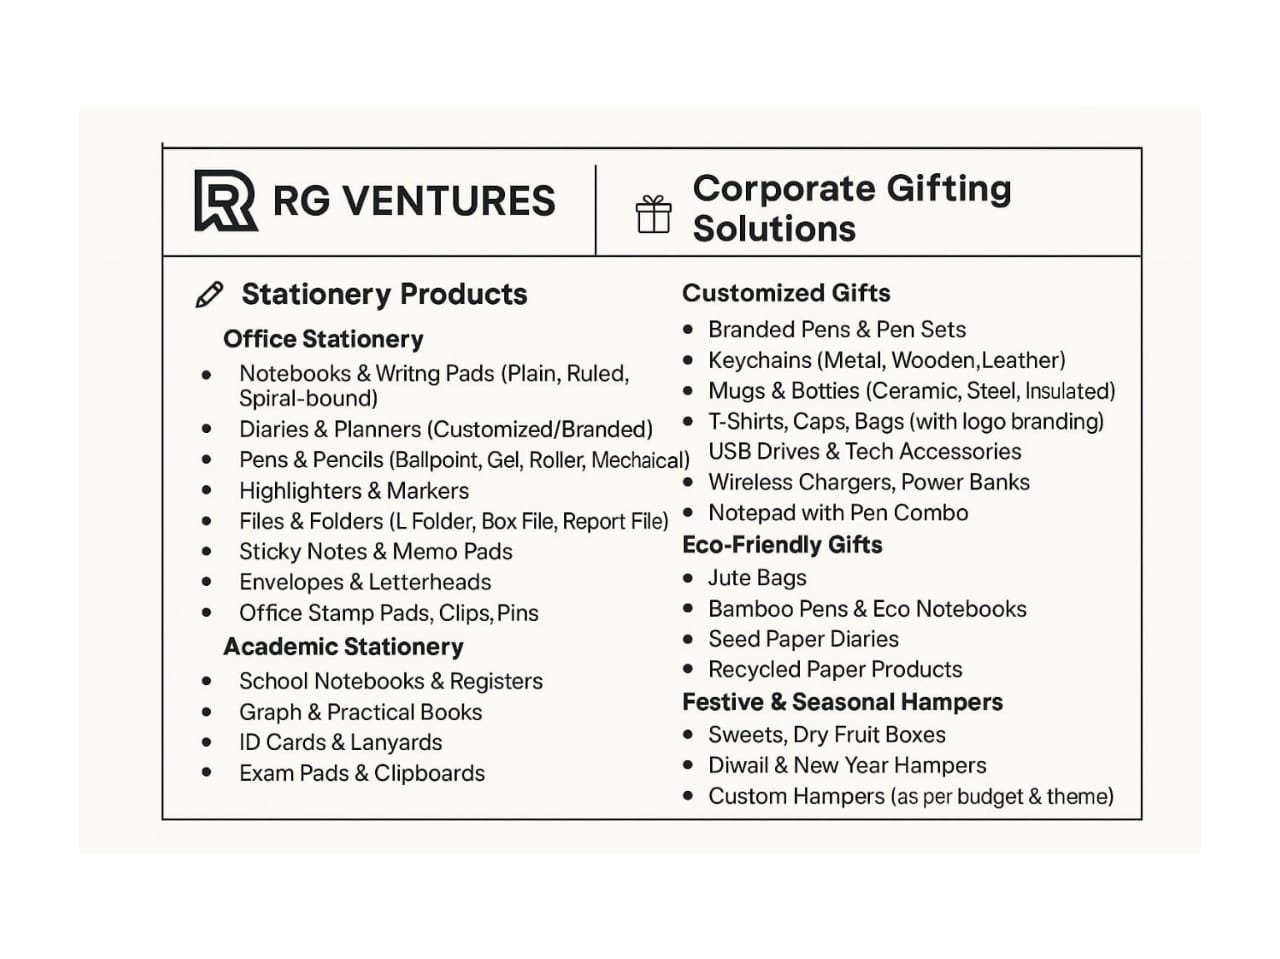 RG VENTURES
Corporate Gifting
Solutions
Stationery Products
Office Stationery
• Notebooks & Writng Pads (Plain, Ruled,
Spiral-bound)
• Diaries & Planners (Customized/Branded)
• Pens & Pencils (Ballpoint, Gel, Roller, Mechaical)
• Highlighters & Markers
• Files & Folders (L Folder, Box File, Report File)
• Sticky Notes & Memo Pads
• Envelopes & Letterheads
• Office Stamp Pads, Clips, Pins
Academic Stationery
• School Notebooks & Registers
• Graph & Practical Books
• ID Cards & Lanyards
• Exam Pads & Clipboards
Customized Gifts
• Branded Pens & Pen Sets
• Keychains (Metal, Wooden,Leather)
• Mugs & Botties (Ceramic, Steel, Insulated)
• T-Shirts, Caps, Bags (with logo branding)
USB Drives & Tech Accessories
• Wireless Chargers, Power Banks
• Notepad with Pen Combo
Eco-Friendly Gifts
• Jute Bags
• Bamboo Pens & Eco Notebooks
• Seed Paper Diaries
• Recycled Paper Products
Festive & Seasonal Hampers
• Sweets, Dry Fruit Boxes
• Diwail & New Year Hampers
• Custom Hampers (as per budget & theme)